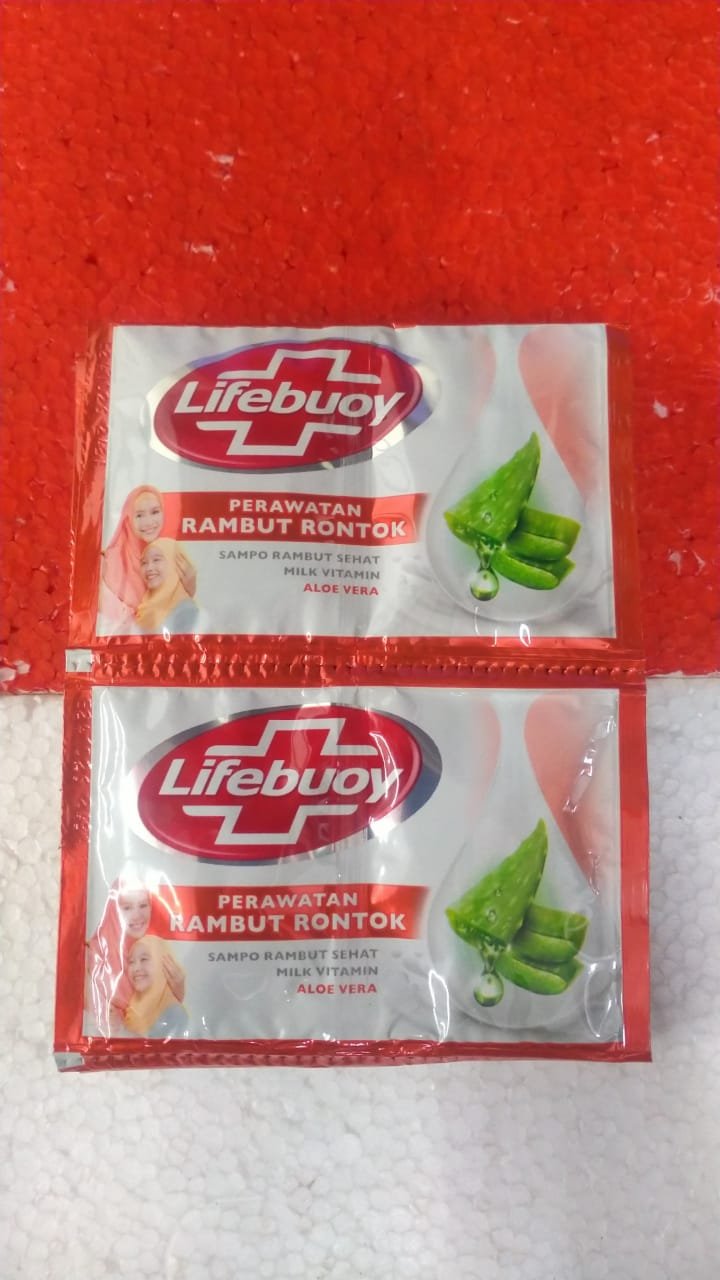 Lifebuoy
PERAWATAN
RAMBUT RONTOK
SAMPO RAMBUT SEHAT
MILK VITAMIN
ALOE VERA
Lifebuoy
PERAWATAN
RAMBUT RONTOK
SAMPO RAMBUT SEHAT
MILK VITAMIN
ALOE VERA